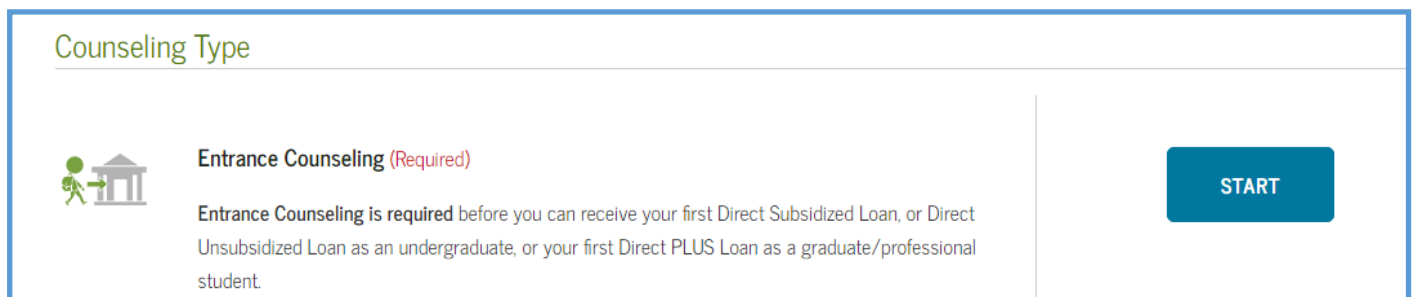 Counseling Type
Entrance Counseling (Required)
START
Entrance Counseling is required before you can receive your first Direct Subsidized Loan, or Direct
Unsubsidized Loan as an undergraduate, or your first Direct PLUS Loan as a graduate/professional
student.